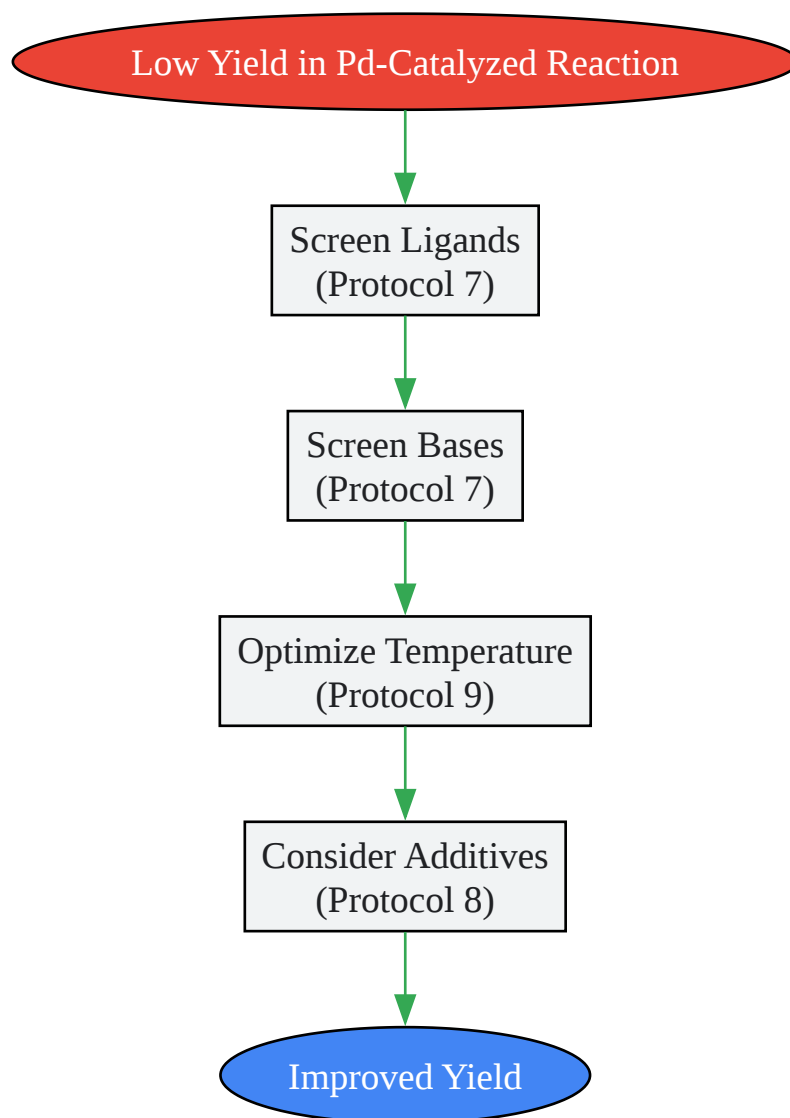 Low Yield in Pd-Catalyzed Reaction
Screen Ligands
(Protocol 7)
Screen Bases
(Protocol 7)
Optimize Temperature
(Protocol 9)
Consider Additives
(Protocol 8)
Improved Yield